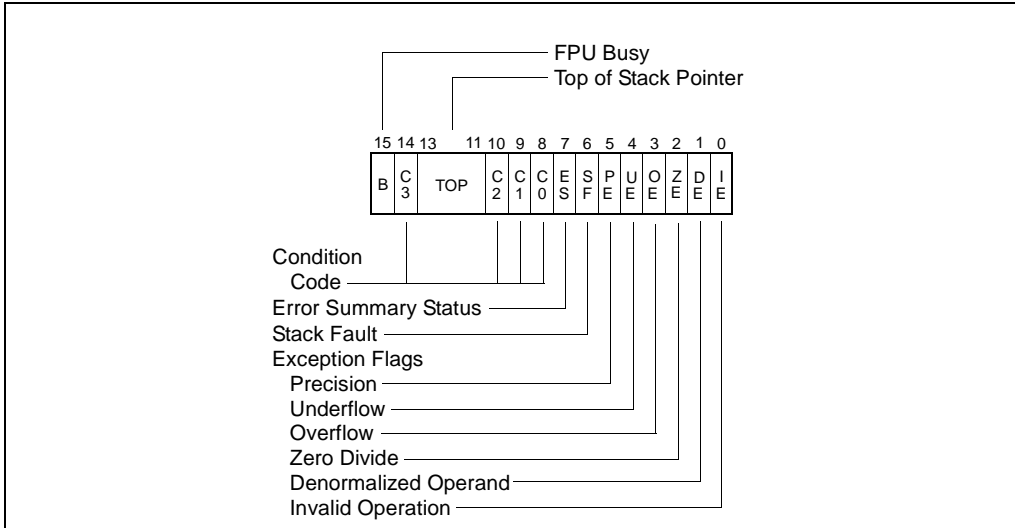 FPU Busy
Top of Stack Pointer
15 14 13 11 10 9 8 7 6 5 4 3 2 1 0
B C3 TOP C2 C1 C0 ES SF PE UE OE ZE DE IE
Condition
Code
Error Summary Status
Stack Fault
Exception Flags
Precision
Underflow
Overflow
Zero Divide
Denormalized Operand
Invalid Operation